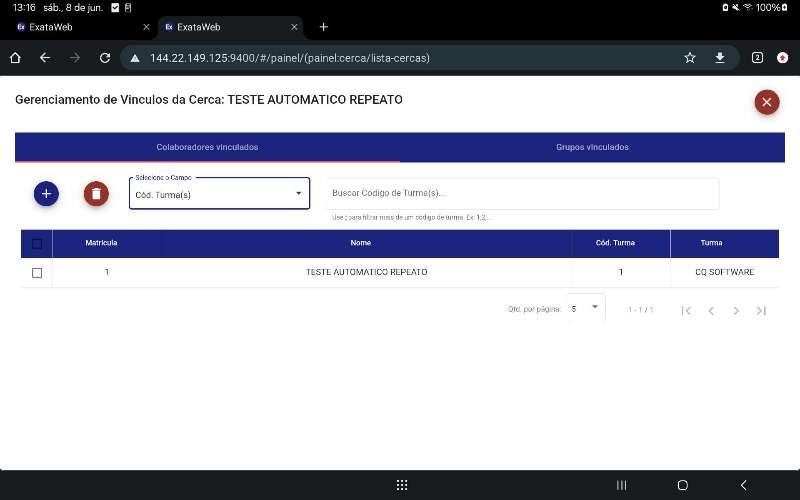 13:16 sáb., 8 de jun. 100%
Ex ExataWeb
Ex ExataWeb
144.22.149.125:9400/#/painel/(painel:cerca/lista-cercas) 2
Gerenciamento de Vinculos da Cerca: TESTE AUTOMATICO REPEATO
Colaboradores vinculados Grupos vinculados
Selecione o Campo
Cód. Turma(s) Buscar Código de Turma(s)...
Use ; para filtrar mais de um código de turma. Ex: 1;2;...
Matrícula Nome Cód. Turma Turma
1 TESTE AUTOMATICO REPEATO 1 CQ SOFTWARE
Qtd. por página: 5 1 - 1 / 1